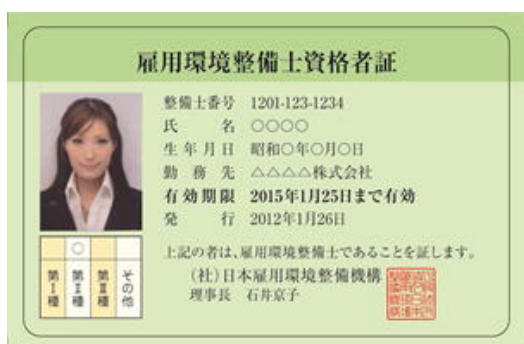 雇用環境整備士資格者証
整備士番号 1201-123-1234
氏 名 ○○○○
生年月日 昭和○年○月○日
勤務先 △△△△株式会社
有効期限 2015年1月25日まで有効
発 行 2012年1月26日
○
第Ⅰ種 第Ⅱ種 第Ⅲ種 その他
上記の者は、雇用環境整備士であることを証します。
(社)日本雇用環境整備機構
理事長 石井京子